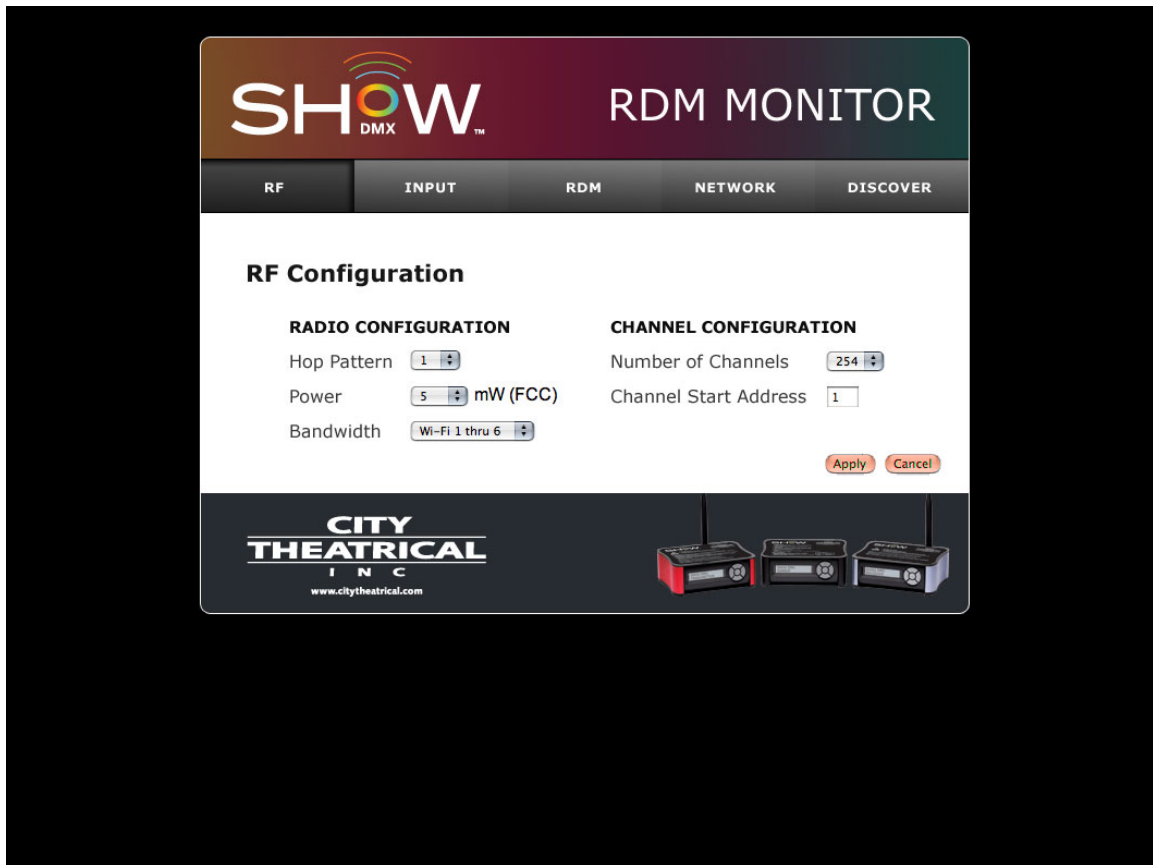 SHOW
DMX
™
RDM MONITOR
RF INPUT RDM NETWORK DISCOVER
RF Configuration
RADIO CONFIGURATION
Hop Pattern 1
Power 5 mW (FCC)
Bandwidth Wi-Fi 1 thru 6
CHANNEL CONFIGURATION
Number of Channels 254
Channel Start Address 1
Apply Cancel
CITY
THEATRICAL
INC
www.citytheatrical.com